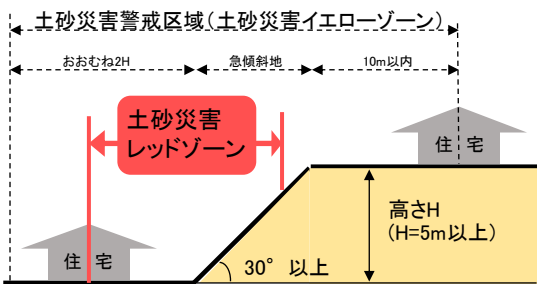 土砂災害警戒区域（土砂災害イエローゾーン）
おおむね2H
急傾斜地
10m以内
土砂災害
レッドゾーン
住宅
高さH
(H=5m以上)
住宅
30°以上